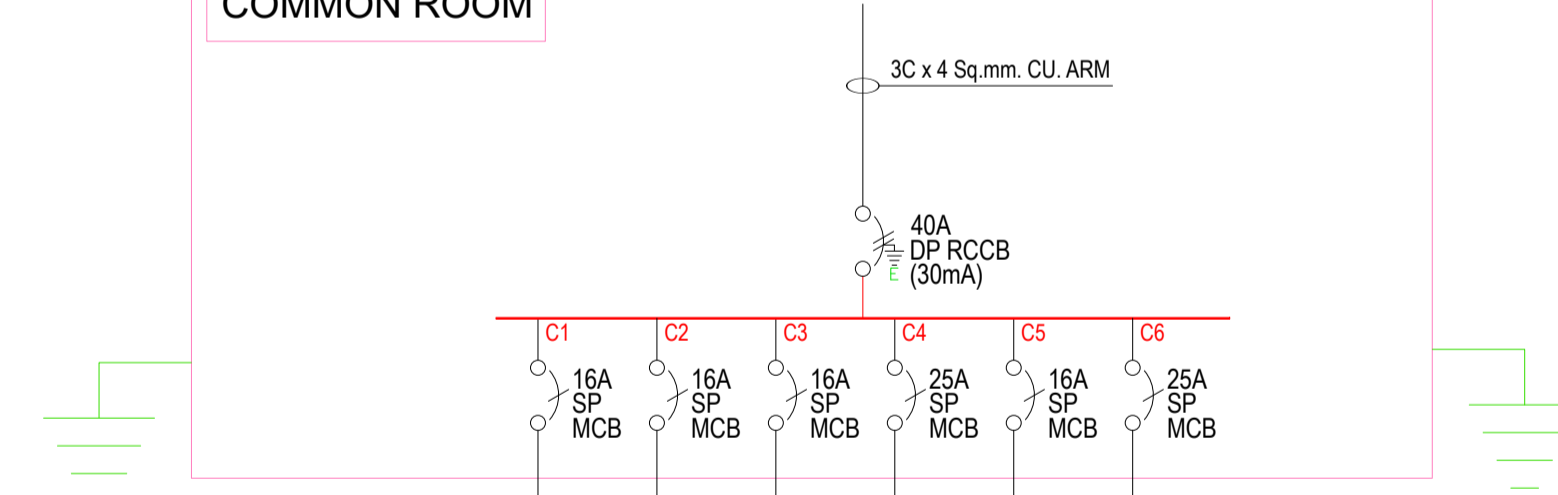 COMMON ROOM
3C x 4 Sq.mm. CU. ARM
40A
DP RCCB
E (30mA)
C1 C2 C3 C4 C5 C6
16A 16A 16A 25A 16A 25A
SP SP SP SP SP SP
MCB MCB MCB MCB MCB MCB